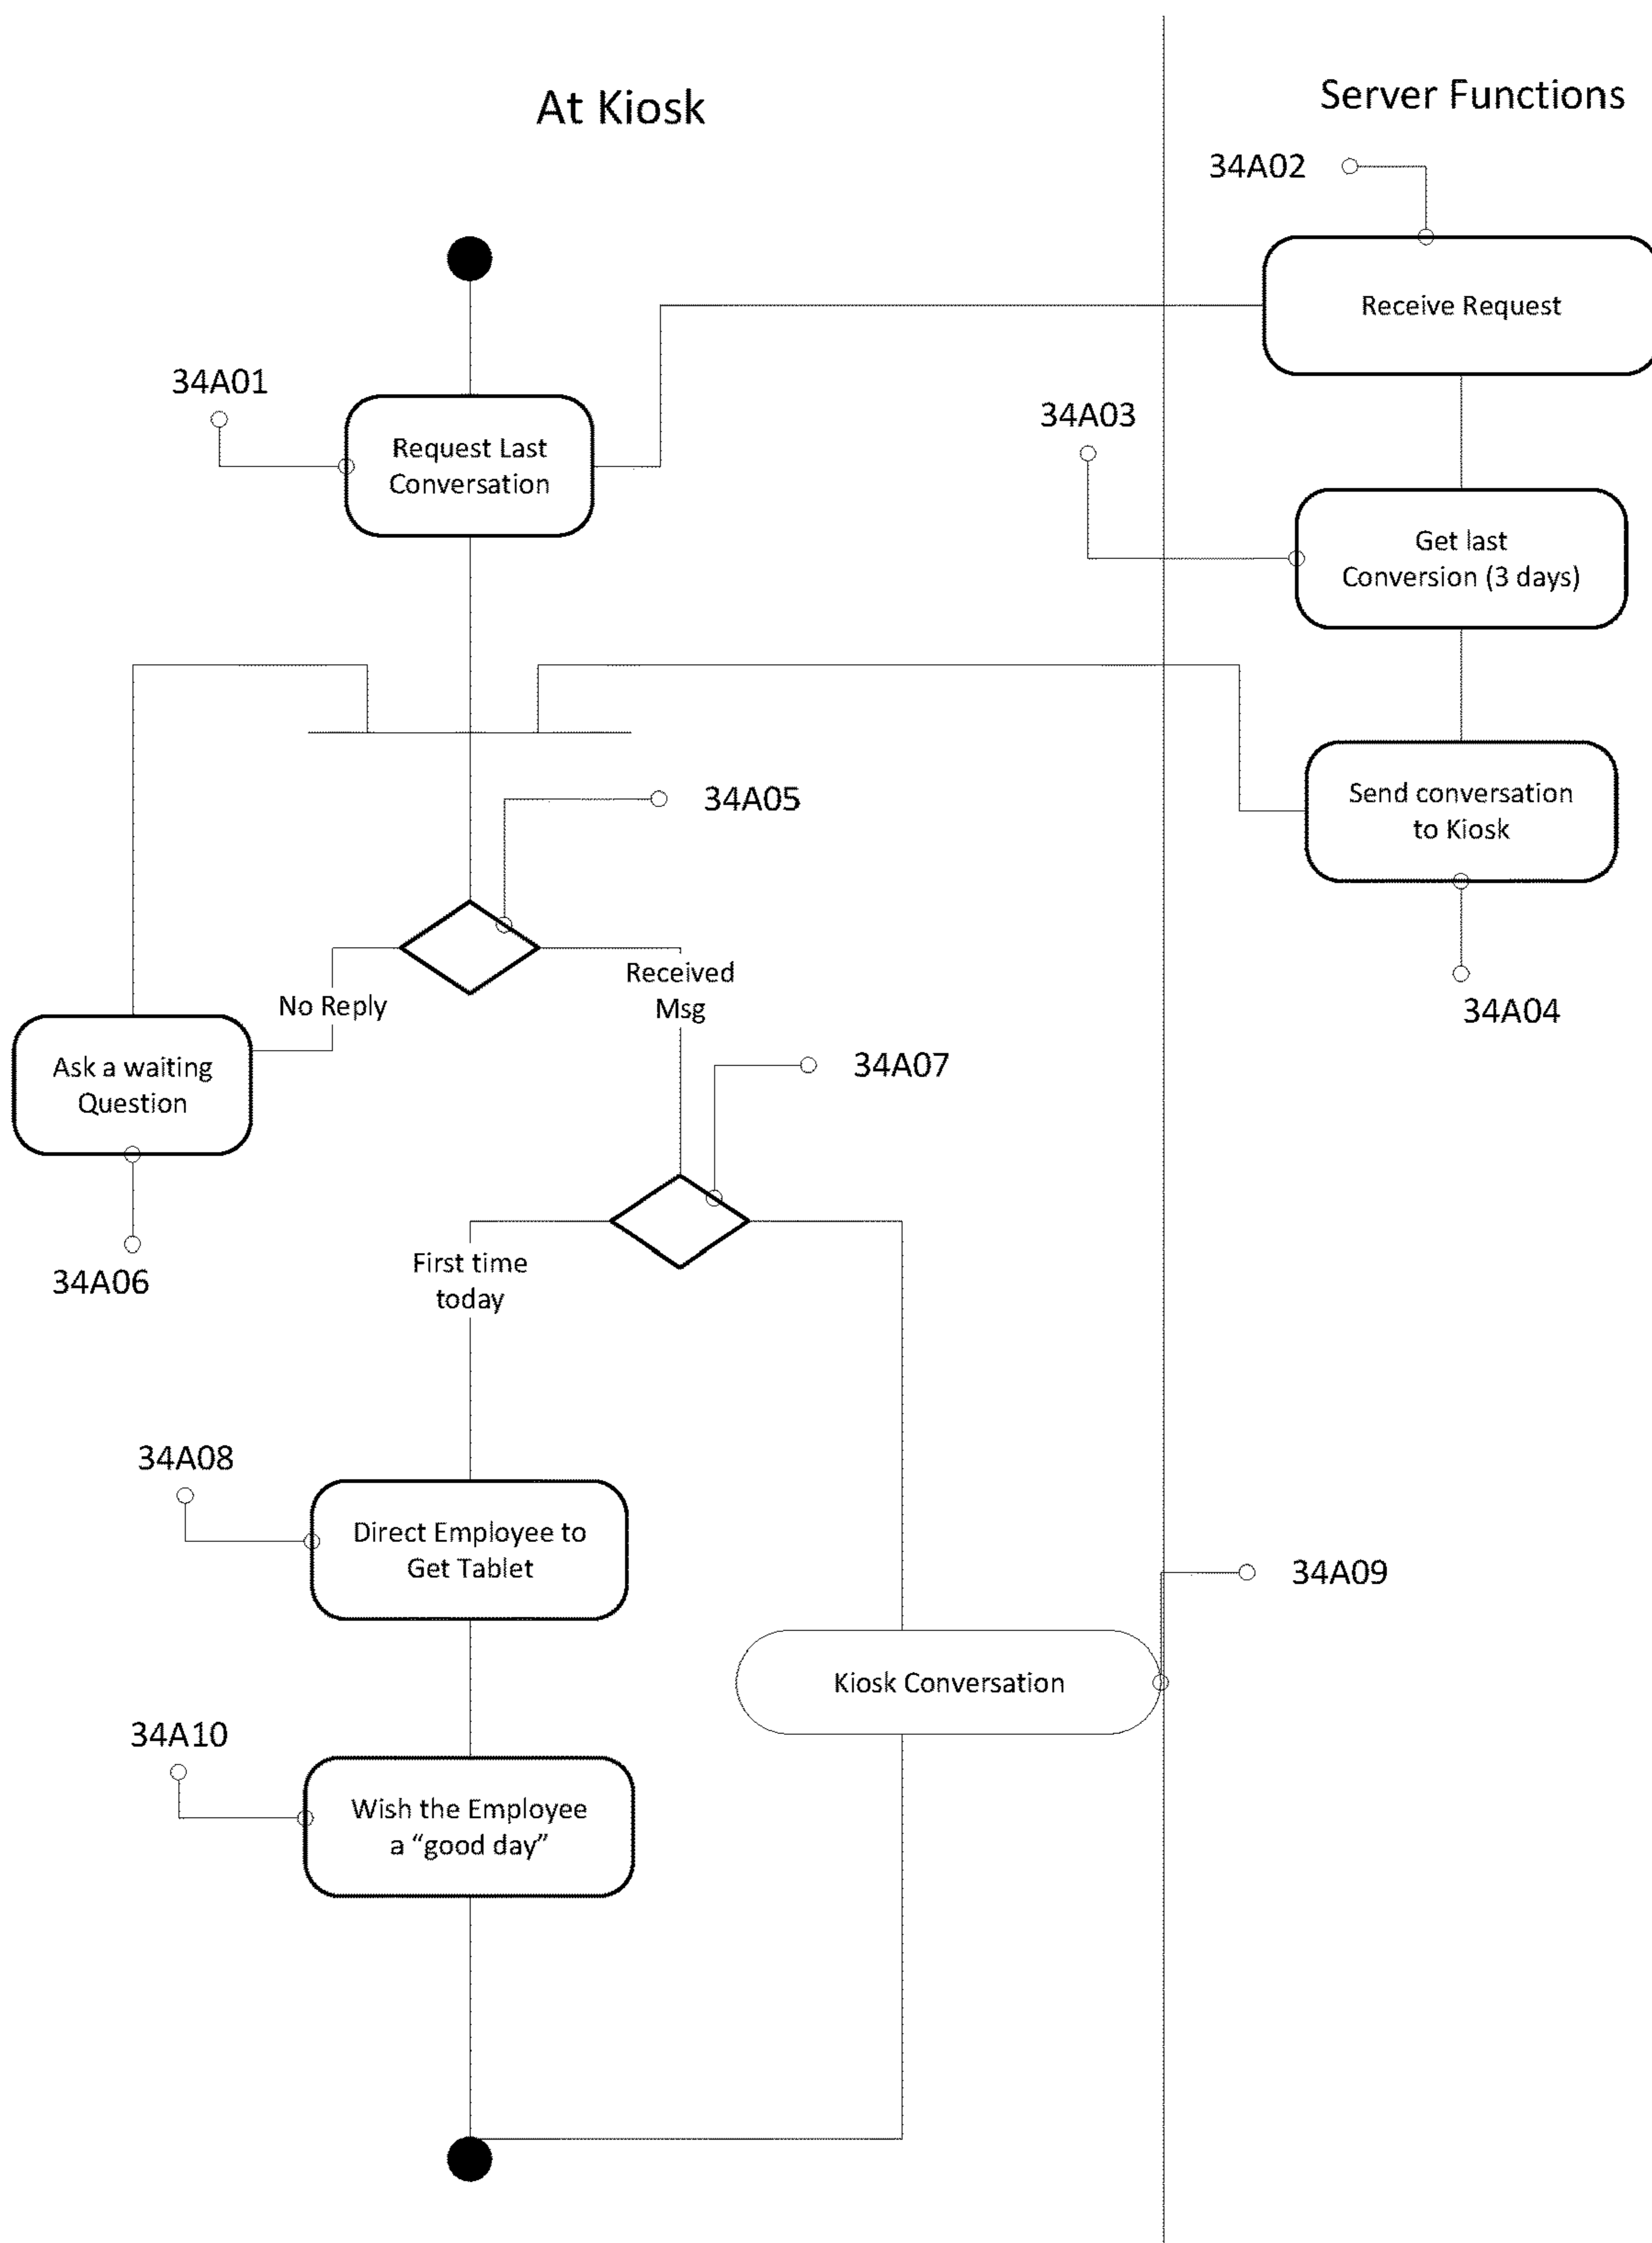 At Kiosk
Server Functions
34A02
Receive Request
34A01
Request Last
Conversation
34A03
Get last
Conversion (3 days)
34A05
Send conversation
to Kiosk
34A04
No Reply
Received
Msg
Ask a waiting
Question
34A06
34A07
First time
today
34A08
Direct Employee to
Get Tablet
34A09
Kiosk Conversation
34A10
Wish the Employee
a “good day”